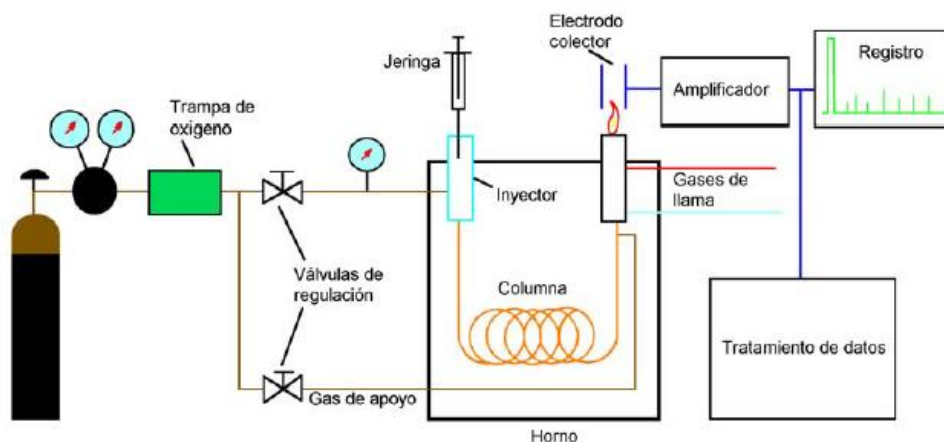 Electrodo
colector
Jeringa
Registro
Amplificador
Trampa de
oxígeno
Gases de
llama
Inyector
Válvulas de
regulación
Columna
Tratamiento de datos
Gas de apoyo
Horno